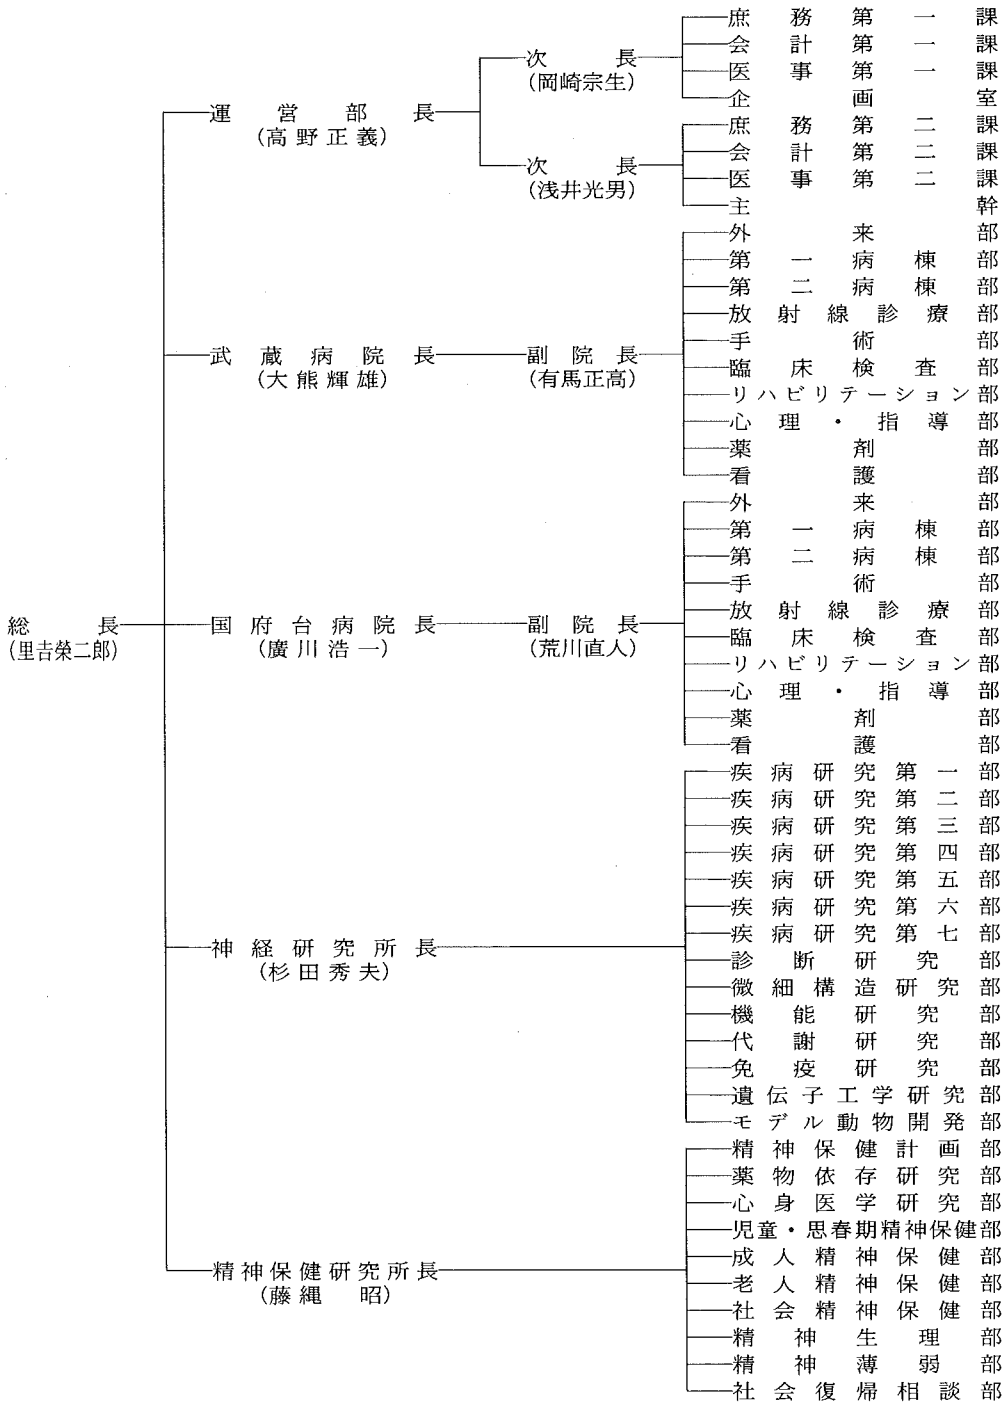 総長
(里吉榮二郎)
運営部長
(高野正義)
次長
(岡崎宗生)
庶務第一課
会計第一課
医事第一課
企画室
次長
(浅井光男)
庶務第二課
会計第二課
医事第二課
主幹
武蔵病院長
(大熊輝雄)
副院長
(有馬正高)
外来部
第一病棟部
第二病棟部
放射線診療部
手術部
臨床検査部
リハビリテーション部
心理・指導部
薬剤部
看護部
国府台病院長
(廣川浩一)
副院長
(荒川直人)
外来部
第一病棟部
第二病棟部
手術部
放射線診療部
臨床検査部
リハビリテーション部
心理・指導部
薬剤部
看護部
神経研究所長
(杉田秀夫)
疾病研究第一部
疾病研究第二部
疾病研究第三部
疾病研究第四部
疾病研究第五部
疾病研究第六部
疾病研究第七部
診断研究部
微細構造研究部
機能研究部
代謝研究部
免疫研究部
遺伝子工学研究部
モデル動物開発部
精神保健研究所長
(藤縄昭)
精神保健計画部
薬物依存研究部
心身医学研究部
児童・思春期精神保健部
成人精神保健部
老人精神保健部
社会精神保健部
精神生理部
精神薄弱部
社会復帰相談部